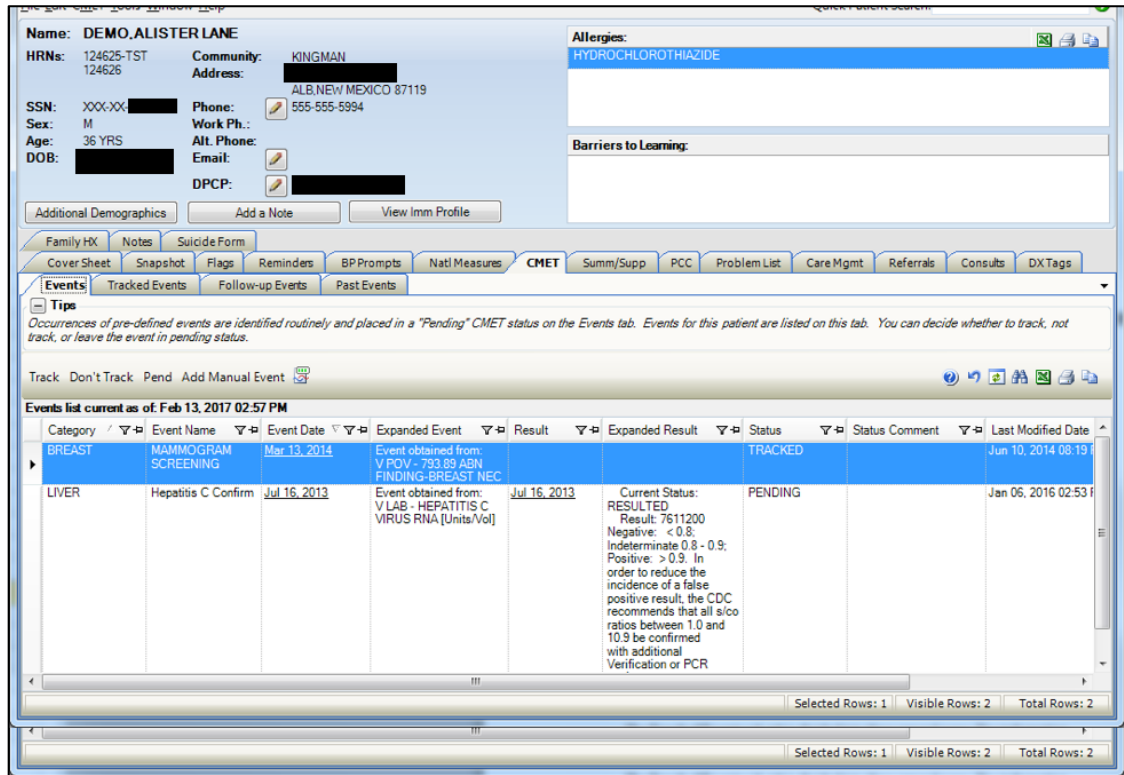 File Edit CMET Tools Window Help Quick Patient Search:
Name: DEMO,ALISTER LANE
HRNs: 124625-TST
124626
Community: KINGMAN
Address:
ALB,NEW MEXICO 87119
SSN: XXX-XX-
Phone: 555-555-5994
Sex: M
Work Ph.:
Age: 36 YRS
Alt. Phone:
DOB:
Email:
DPCP:
Allergies:
HYDROCHLOROTHIAZIDE
Barriers to Learning:
Additional Demographics Add a Note View Imm Profile
Family HX Notes Suicide Form
Cover Sheet Snapshot Flags Reminders BP Prompts Natl Measures CMET Summ/Supp PCC Problem List Care Mgmt Referrals Consults DX Tags
Events Tracked Events Follow-up Events Past Events
Tips
Occurrences of pre-defined events are identified routinely and placed in a "Pending" CMET status on the Events tab. Events for this patient are listed on this tab. You can decide whether to track, not
track, or leave the event in pending status.
Track Don't Track Pend Add Manual Event
Events list current as of: Feb 13, 2017 02:57 PM
Category Event Name Event Date Expanded Event Result Expanded Result Status Status Comment Last Modified Date
BREAST
MAMMOGRAM
SCREENING
Mar 13, 2014
Event obtained from:
V POV - 793.89 ABN
FINDING-BREAST NEC
TRACKED
Jun 10, 2014 08:19
LIVER
Hepatitis C Confirm
Jul 16, 2013
Event obtained from:
V LAB - HEPATITIS C
VIRUS RNA [Units/Vol]
Jul 16, 2013
Current Status:
RESULTED
Result: 7611200
Negative: < 0.8;
Indeterminate 0.8 - 0.9;
Positive: > 0.9. In
order to reduce the
incidence of a false
positive result, the CDC
recommends that all s/co
ratios between 1.0 and
10.9 be confirmed
with additional
Verification or PCR
PENDING
Jan 06, 2016 02:53
Selected Rows: 1 Visible Rows: 2 Total Rows: 2
Selected Rows: 1 Visible Rows: 2 Total Rows: 2